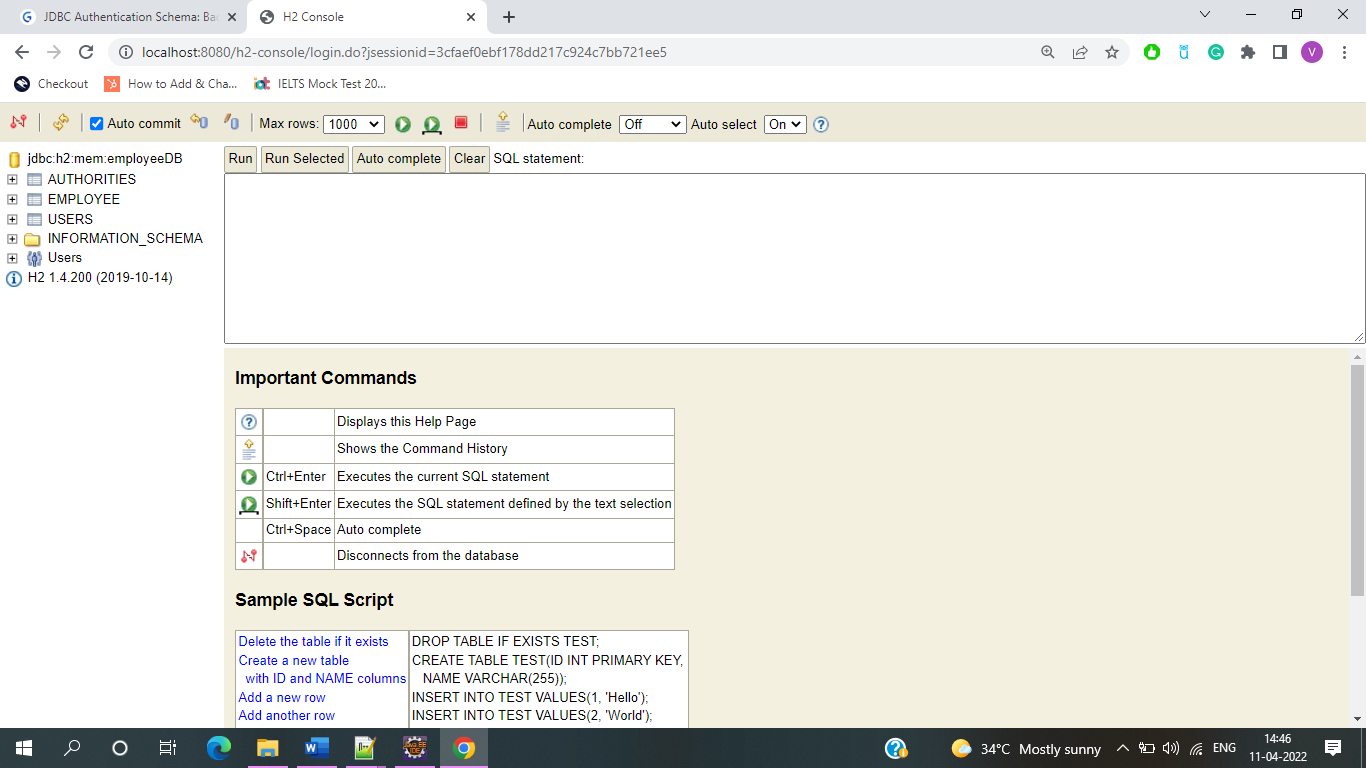 JDBC Authentication Schema: Ba
H2 Console
localhost:8080/h2-console/login.do?jsessionid=3cfaef0ebf178dd217c924c7bb721ee5
V
Checkout
How to Add & Cha...
IELTS Mock Test 20...
Auto commit
Max rows:
1000
Auto complete
Off
Auto select
On
jdbc:h2:mem:employeeDB
AUTHORITIES
EMPLOYEE
USERS
INFORMATION_SCHEMA
Users
H2 1.4.200 (2019-10-14)
Run
Run Selected
Auto complete
Clear
SQL statement:
Important Commands
Displays this Help Page
Shows the Command History
Ctrl+Enter Executes the current SQL statement
Shift+Enter Executes the SQL statement defined by the text selection
Ctrl+Space Auto complete
Disconnects from the database
Sample SQL Script
Delete the table if it exists DROP TABLE IF EXISTS TEST;
Create a new table CREATE TABLE TEST(ID INT PRIMARY KEY,
with ID and NAME columns NAME VARCHAR(255));
Add a new row INSERT INTO TEST VALUES(1, 'Hello');
Add another row INSERT INTO TEST VALUES(2, 'World');
34°C Mostly sunny
ENG
14:46
11-04-2022